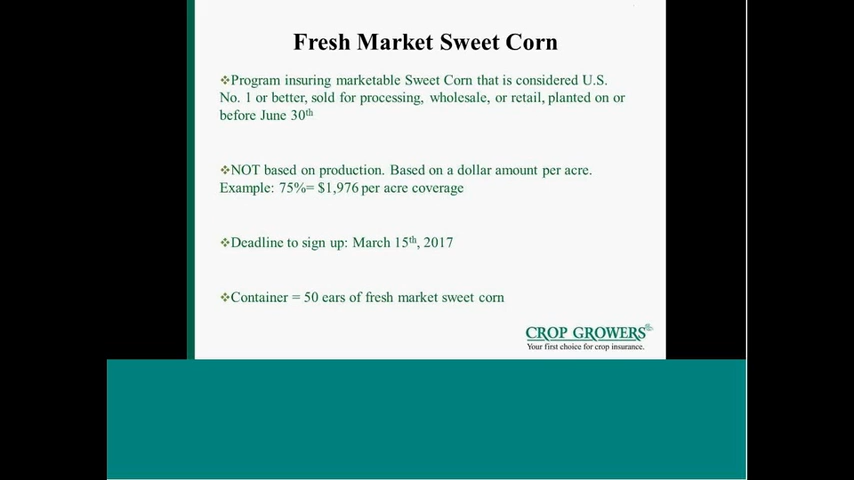 Fresh Market Sweet Corn
❖Program insuring marketable Sweet Corn that is considered U.S.
No. 1 or better, sold for processing, wholesale, or retail, planted on or
before June 30th
❖NOT based on production. Based on a dollar amount per acre.
Example: 75%= $1,976 per acre coverage
❖Deadline to sign up: March 15th, 2017
❖Container = 50 ears of fresh market sweet corn
CROP GROWERS
Your first choice for crop insurance.